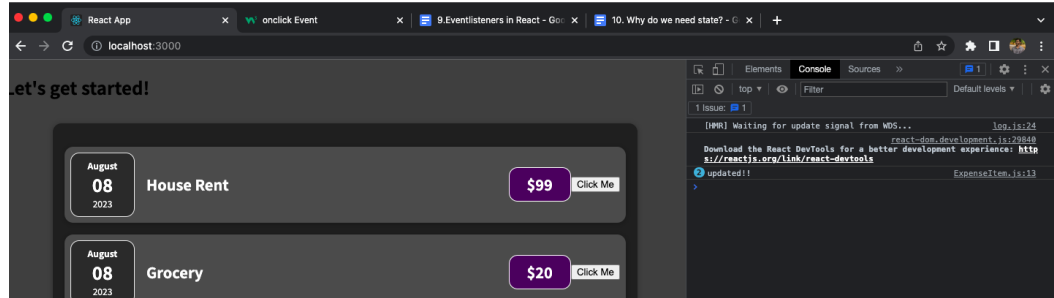 React App
onclick Event
9.Eventlisteners in React - Goo
10. Why do we need state? - G
localhost:3000
Let's get started!
August
08
2023
House Rent
$99
Click Me
August
08
2023
Grocery
$20
Click Me
Elements
Console
Sources
1
top
Filter
Default levels
1 Issue: 1
[HMR] Waiting for update signal from WDS...
log.js:24
react-dom.development.js:29840
Download the React DevTools for a better development experience: http
s://reactjs.org/link/react-devtools
2 updated!!
ExpenseItem.js:13